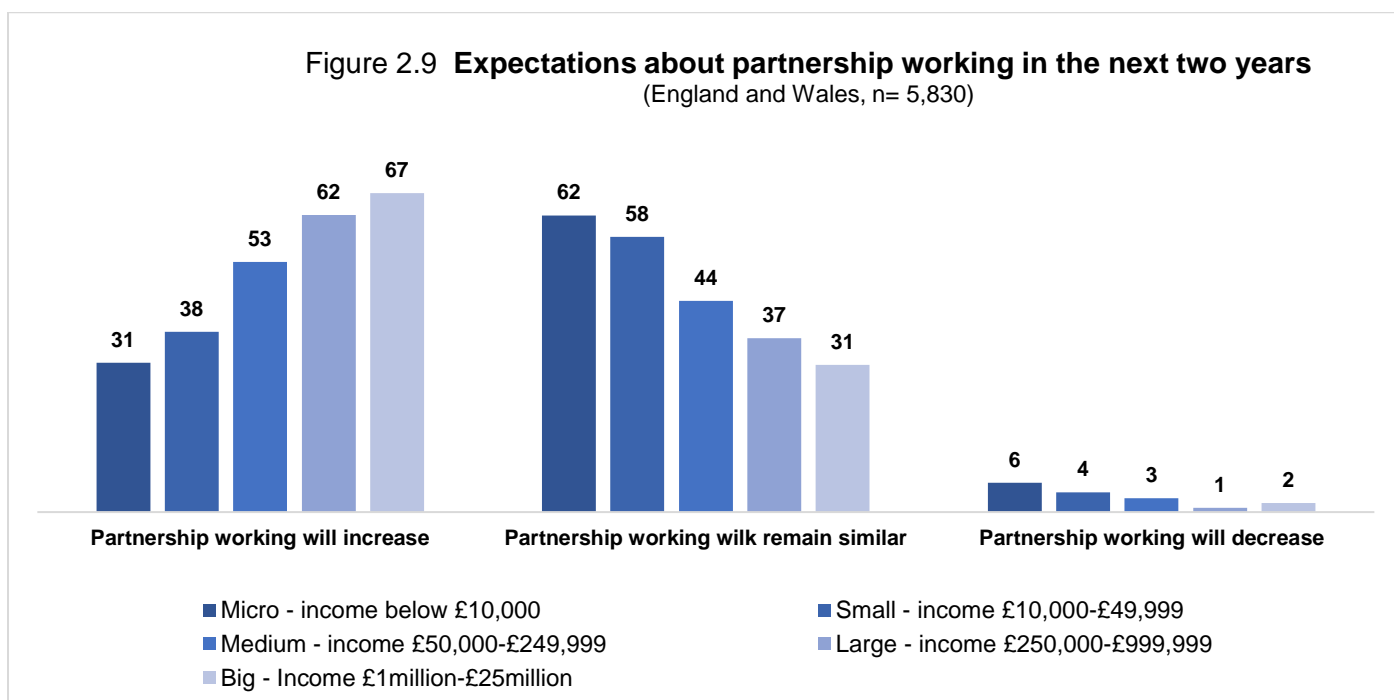 Figure 2.9 Expectations about partnership working in the next two years
(England and Wales, n= 5,830)
31
38
53
62
67
62
58
44
37
31
6
4
3
1
2
Partnership working will increase
Partnership working wilk remain similar
Partnership working will decrease
Micro - income below £10,000
Small - income £10,000-£49,999
Medium - income £50,000-£249,999
Large - income £250,000-£999,999
Big - Income £1million-£25million